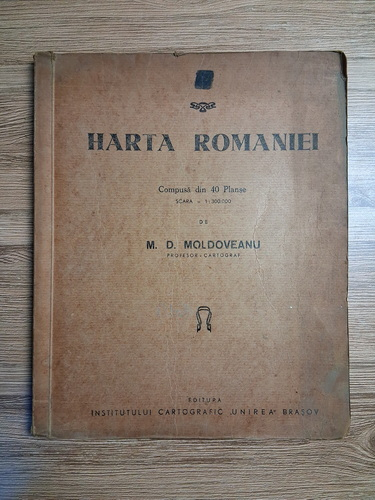 HARTA ROMANIEI
Compusă din 40 Planșe
SCARA = 1:300.000
DE
M. D. MOLDOVEANU
PROFESOR-CARTOGRAF
EDITURA
INSTITUTULUI CARTOGRAFIC „UNIREA" BRAȘOV